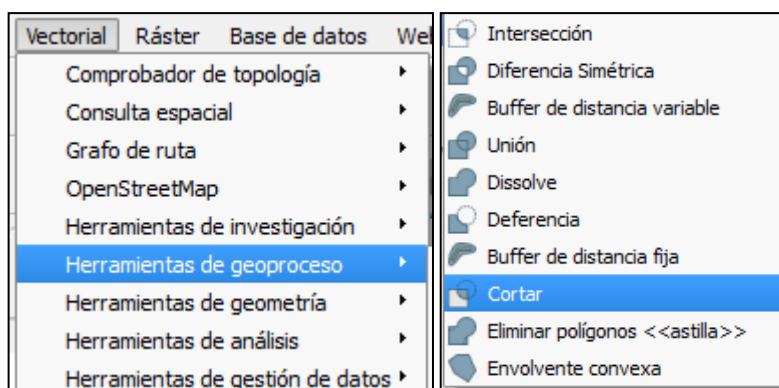 Vectorial Ráster Base de datos Wel
Comprobador de topología
Consulta espacial
Grafo de ruta
OpenStreetMap
Herramientas de investigación
Herramientas de geoproceso
Herramientas de geometría
Herramientas de análisis
Herramientas de gestión de datos
Intersección
Diferencia Simétrica
Buffer de distancia variable
Unión
Dissolve
Deferencia
Buffer de distancia fija
Cortar
Eliminar polígonos <<astilla>>
Envolvente convexa